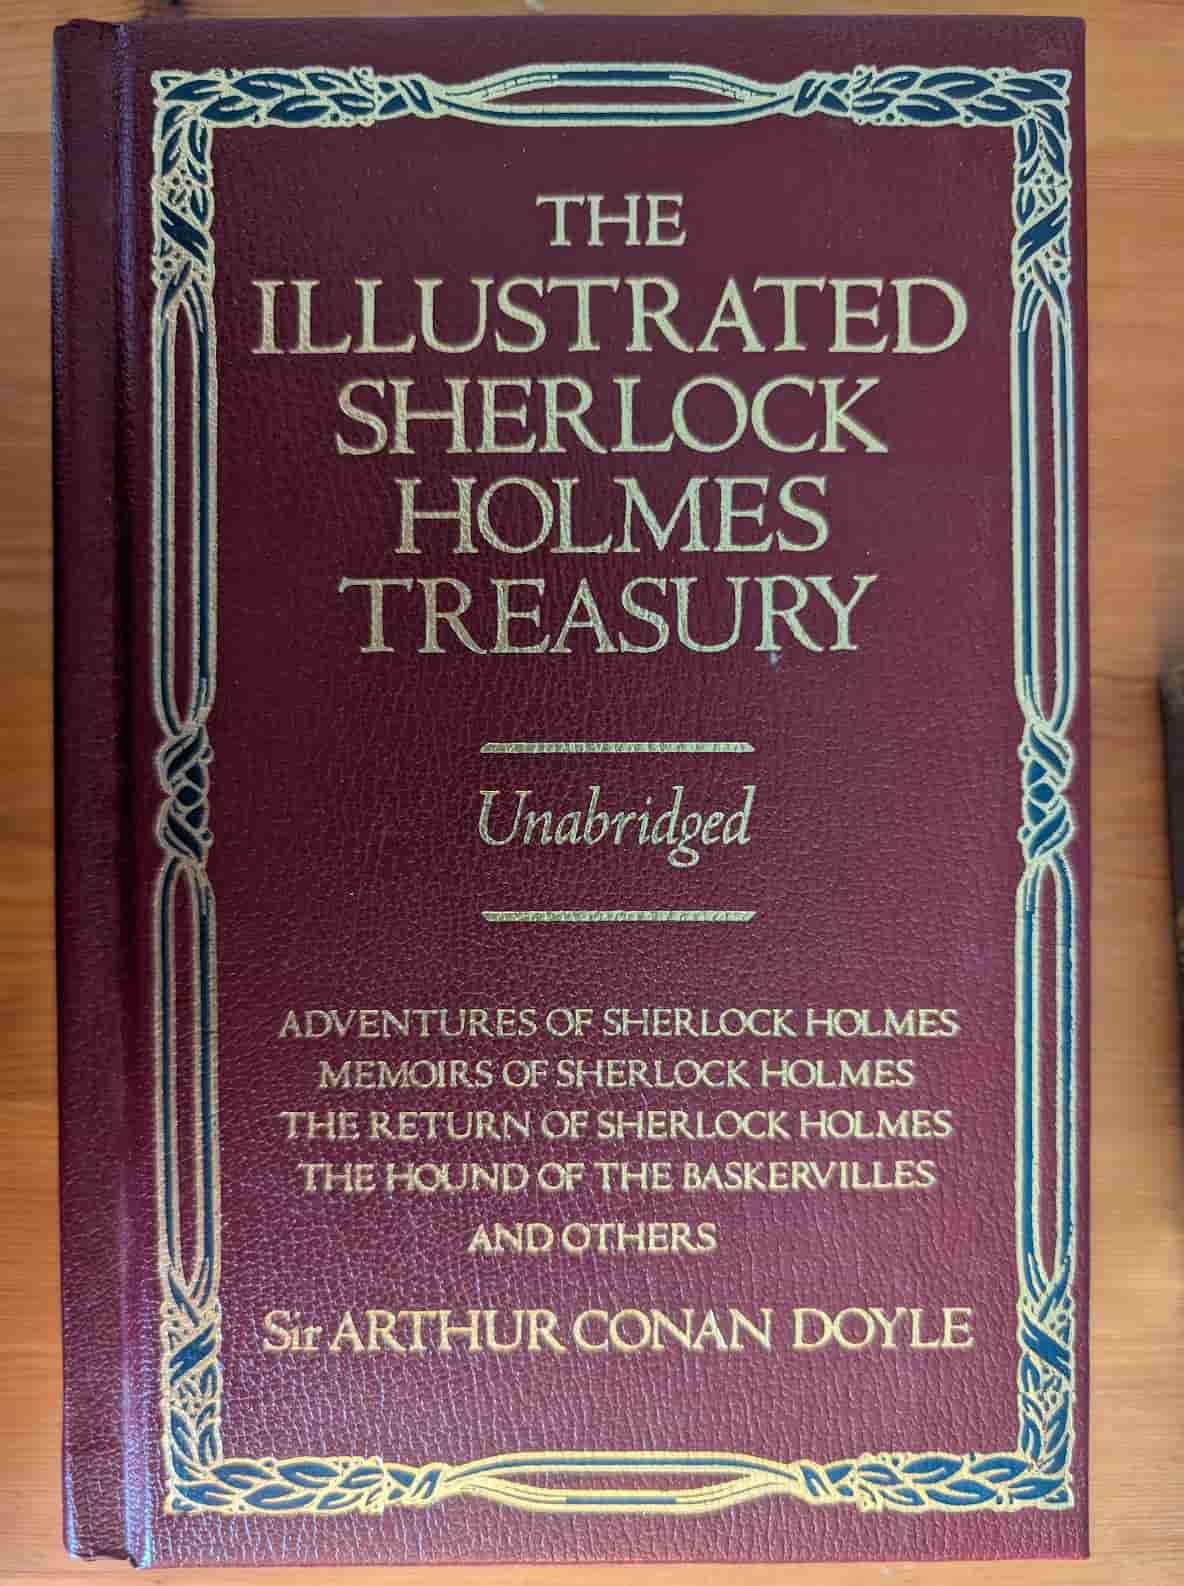 THE
ILLUSTRATED
SHERLOCK
HOLMES
TREASURY
Unabridged
ADVENTURES OF SHERLOCK HOLMES
MEMOIRS OF SHERLOCK HOLMES
THE RETURN OF SHERLOCK HOLMES
THE HOUND OF THE BASKERVILLES
AND OTHERS
Sir ARTHUR CONAN DOYLE